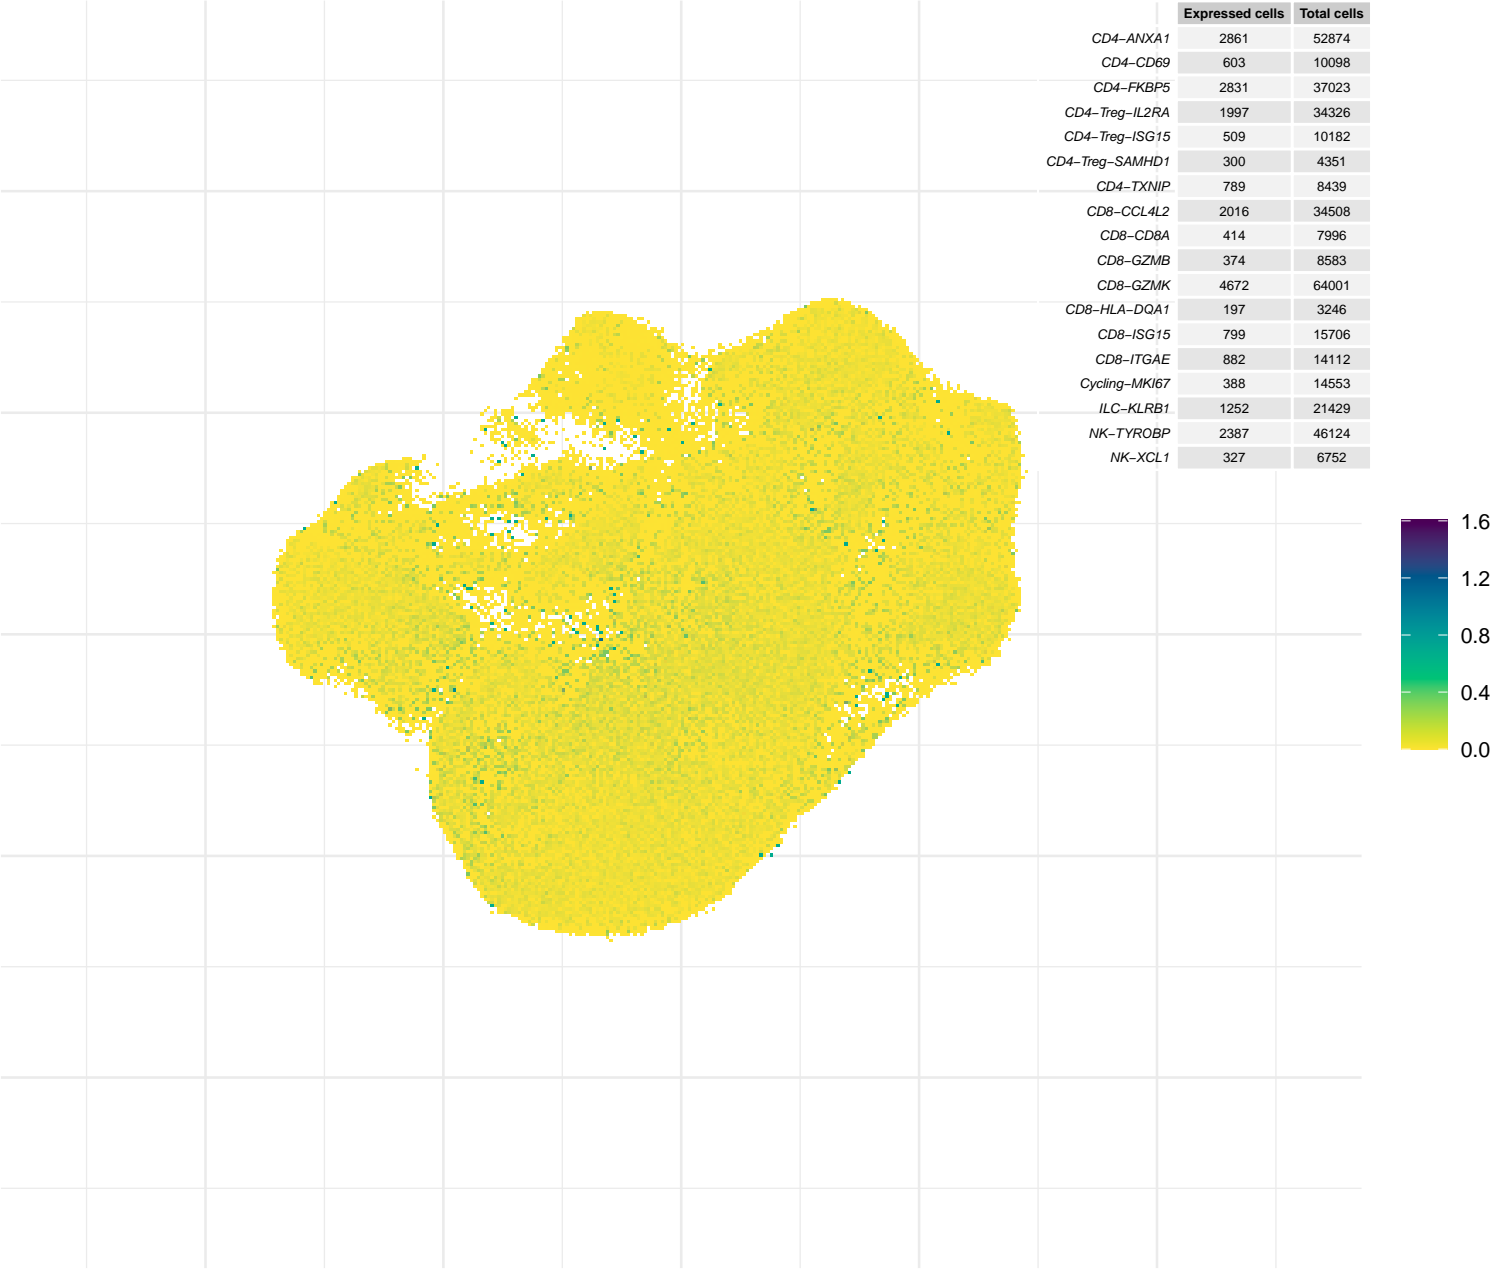 Expressed cells Total cells
CD4−ANXA1 2861 52874
CD4−CD69 603 10098
CD4−FKBP5 2831 37023
CD4−Treg−IL2RA 1997 34326
CD4−Treg−ISG15 509 10182
CD4−Treg−SAMHD1 300 4351
CD4−TXNIP 789 8439
CD8−CCL4L2 2016 34508
CD8−CD8A 414 7996
CD8−GZMB 374 8583
CD8−GZMK 4672 64001
CD8−HLA−DQA1 197 3246
CD8−ISG15 799 15706
CD8−ITGAE 882 14112
Cycling−MKI67 388 14553
ILC−KLRB1 1252 21429
NK−TYROBP 2387 46124
NK−XCL1 327 6752
1.6
1.2
0.8
0.4
0.0